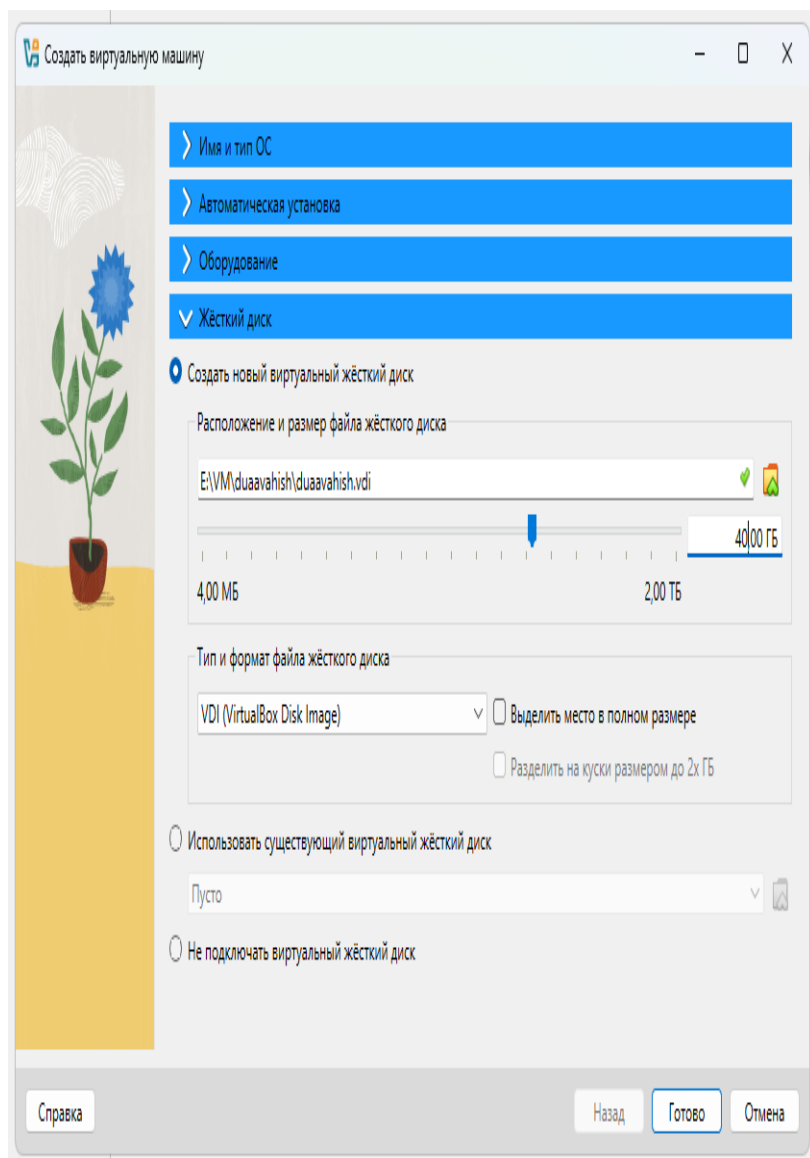 Создать виртуальную машину
Имя и тип ОС
Автоматическая установка
Оборудование
Жёсткий диск
Создать новый виртуальный жёсткий диск
Расположение и размер файла жёсткого диска
E:\VM\duaavahish\duaavahish.vdi
40,00 ГБ
4,00 МБ 2,00 ТБ
Тип и формат файла жёсткого диска
VDI (VirtualBox Disk Image) Выделить место в полном размере
Разделить на куски размером до 2х ГБ
Использовать существующий виртуальный жёсткий диск
Пусто
Не подключать виртуальный жёсткий диск
Справка Назад Готово Отмена